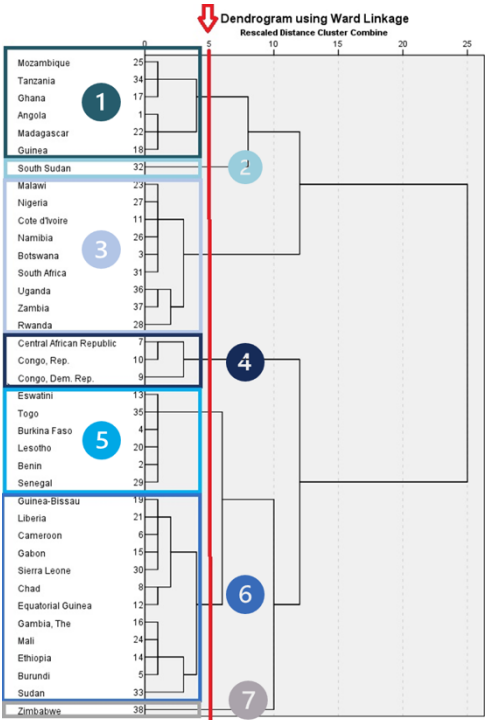 Dendrogram using Ward Linkage
Rescaled Distance Cluster Combine
0 5 10 15 20 25
Mozambique 25
Tanzania 34
Ghana 17
1
Angola 1
Madagascar 22
Guinea 18
South Sudan 32
2
Malawi 23
Nigeria 27
Cote d'Ivoire 11
Namibia 26
3
Botswana 3
South Africa 31
Uganda 36
Zambia 37
Rwanda 28
Central African Republic 7
Congo, Rep. 10
4
Congo, Dem. Rep. 9
Eswatini 13
Togo 35
Burkina Faso 4
5
Lesotho 20
Benin 2
Senegal 29
Guinea-Bissau 19
Liberia 21
Cameroon 6
Gabon 15
Sierra Leone 30
Chad 8
6
Equatorial Guinea 12
Gambia, The 16
Mali 24
Ethiopia 14
Burundi 5
Sudan 33
7
Zimbabwe 38